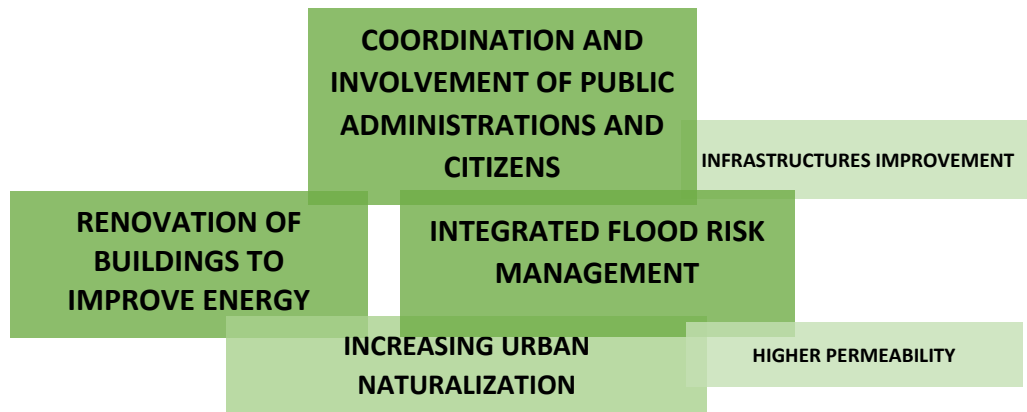 COORDINATION AND
INVOLVEMENT OF PUBLIC
ADMINISTRATIONS AND
CITIZENS
INFRASTRUCTURES IMPROVEMENT
RENOVATION OF
BUILDINGS TO
IMPROVE ENERGY
INTEGRATED FLOOD RISK
MANAGEMENT
INCREASING URBAN
NATURALIZATION
HIGHER PERMEABILITY